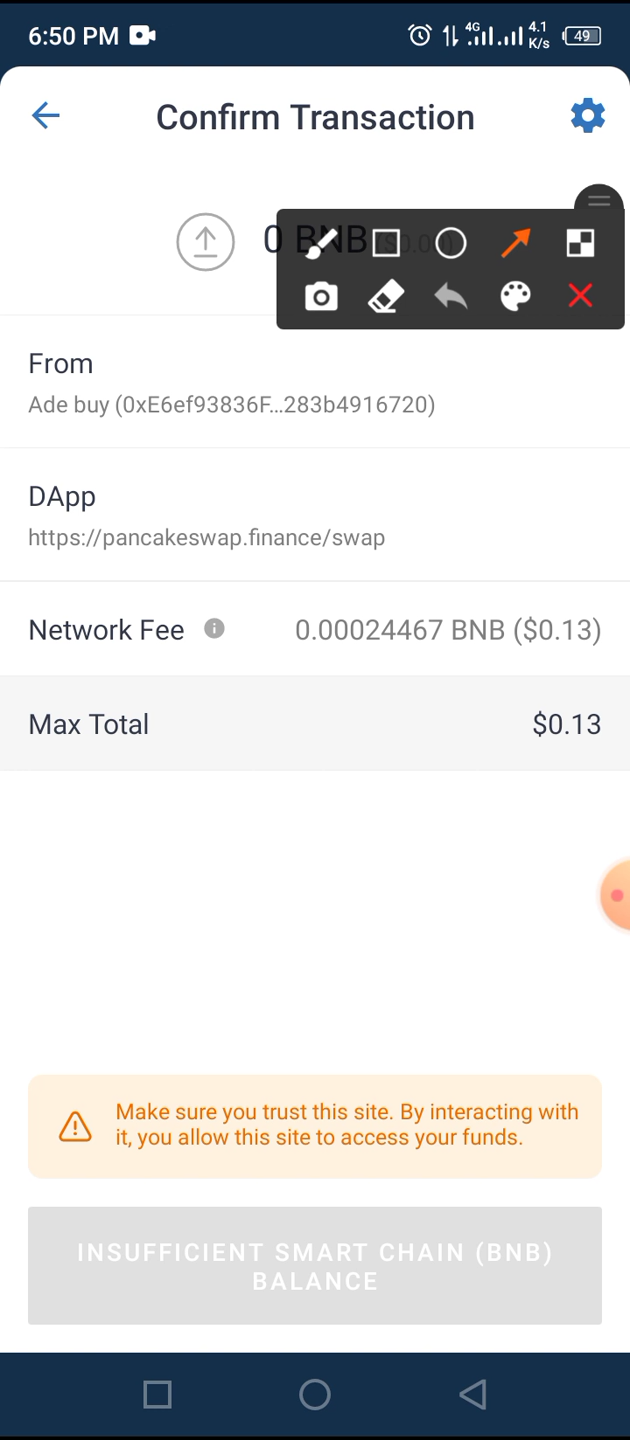 6:50 PM 4G 4.1 K/s 49
Confirm Transaction
0 BNB ($0.00)
From
Ade buy (0xE6ef93836F...283b4916720)
DApp
https://pancakeswap.finance/swap
Network Fee 0.00024467 BNB ($0.13)
Max Total $0.13
Make sure you trust this site. By interacting with
it, you allow this site to access your funds.
INSUFFICIENT SMART CHAIN (BNB)
BALANCE